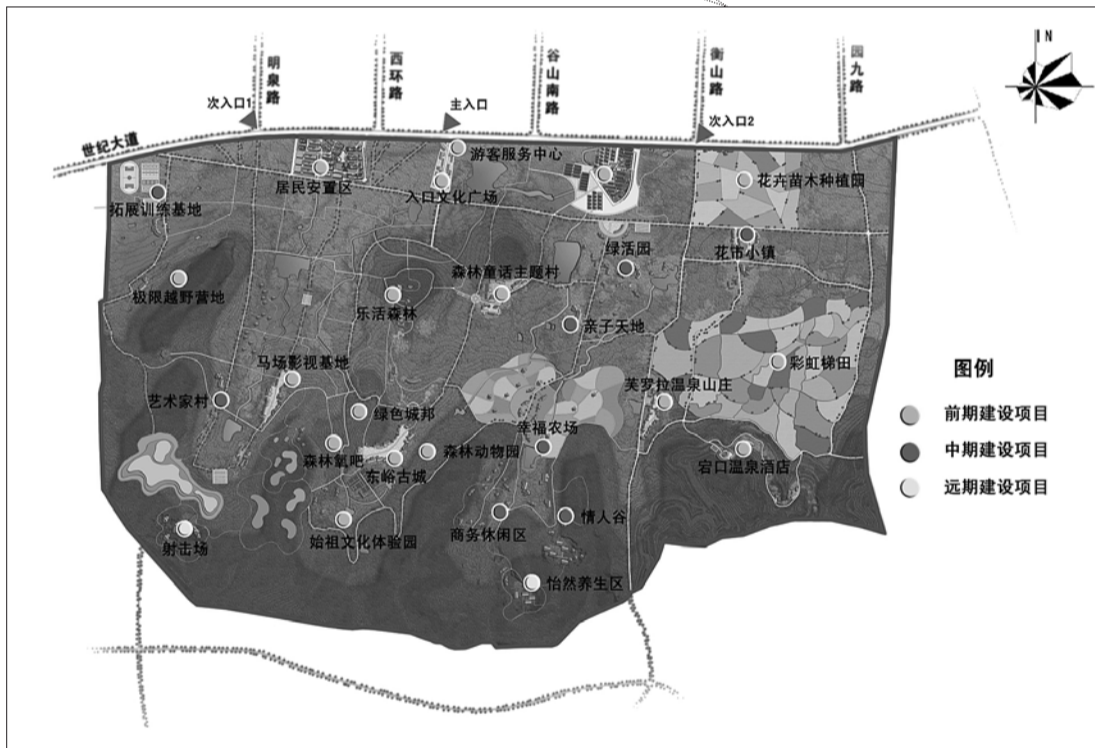 N
明泉路
西环路
谷山南路
衡山路
园九路
次入口1
主入口
次入口2
世纪大道
游客服务中心
居民安置区
入口文化广场
花卉苗木种植园
拓展训练基地
绿活园
花市小镇
极限越野营地
乐活森林
森林童话主题村
亲子天地
马场影视基地
彩虹梯田
芙罗拉温泉山庄
艺术家村
绿色城邦
幸福农场
森林氧吧
东峪古城
森林动物园
宕口温泉酒店
射击场
始祖文化体验园
商务休闲区
情人谷
怡然养生区
图例
前期建设项目
中期建设项目
远期建设项目